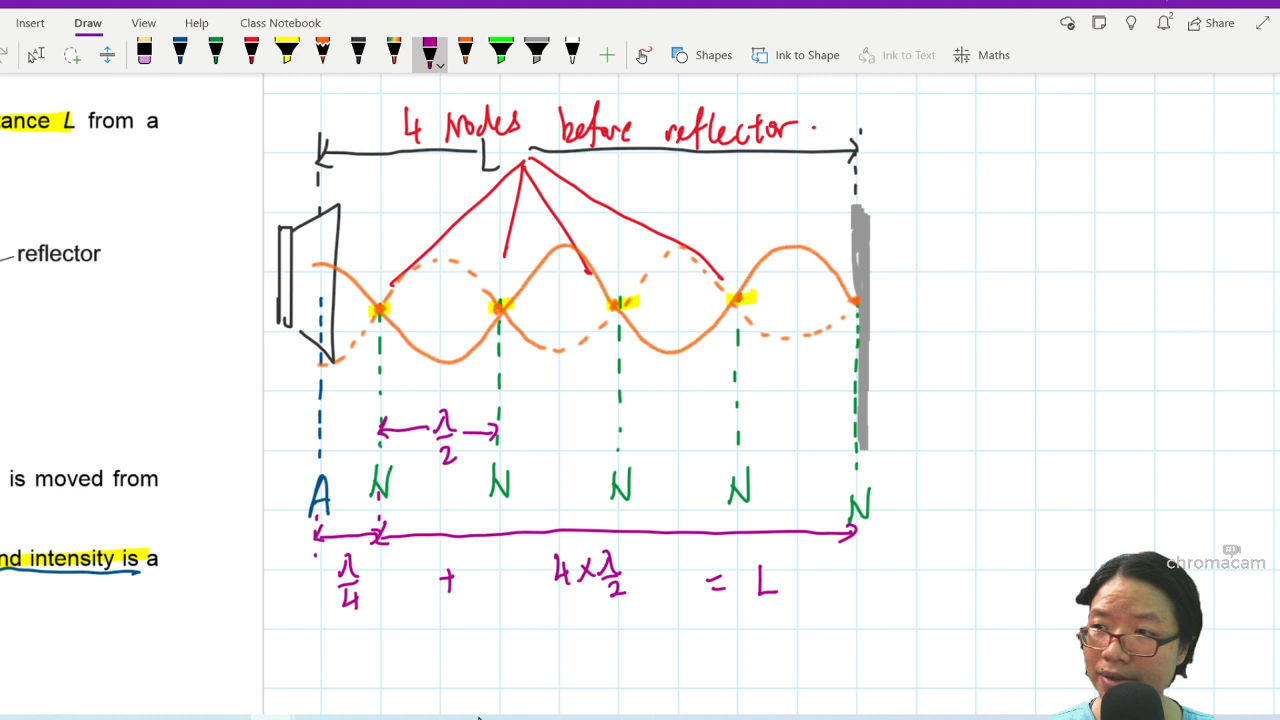 Insert Draw View Help Class Notebook Share
Shapes Ink to Shape Ink to Text Maths
tance L from a
4 Nodes before reflector.
L
reflector
λ/2
is moved from
A N N N N N
nd intensity is a
chromacam
λ/4 + 4×λ/2 = L